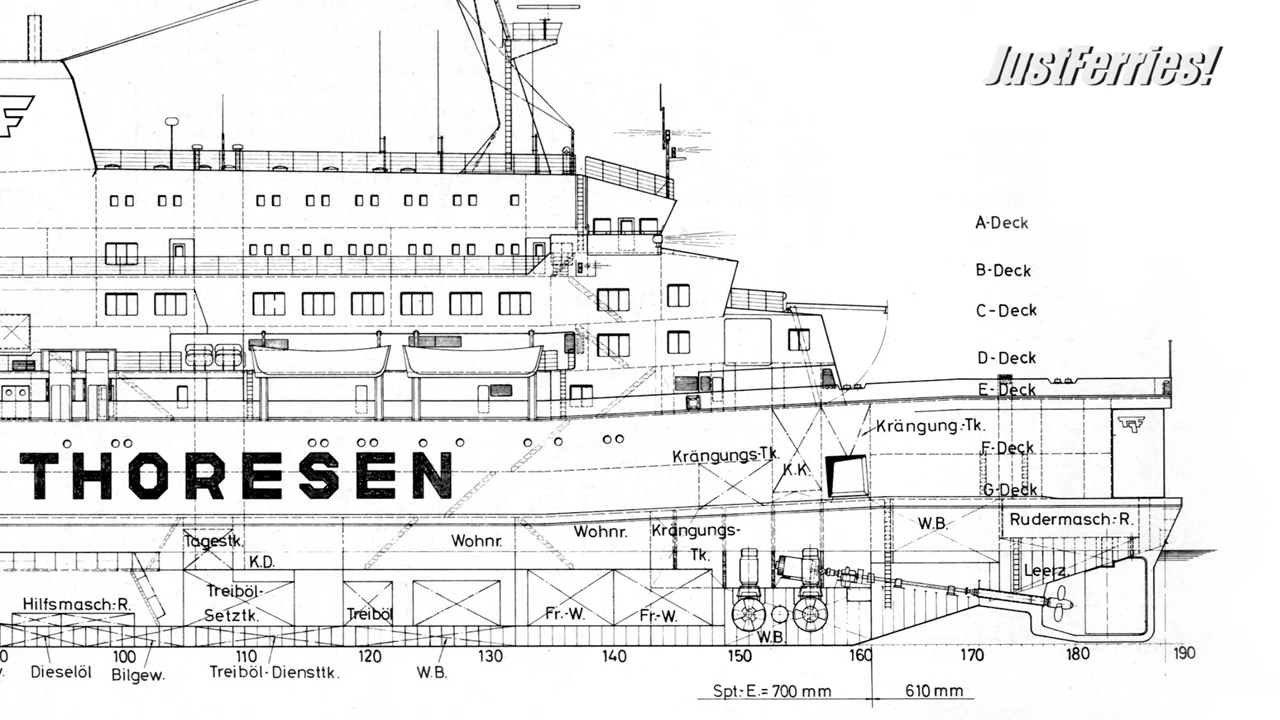 JustFerries!
A-Deck
B-Deck
C-Deck
D-Deck
E-Deck
Krängung.-Tk.
F-Deck
Krängungs-Tk.
K.K.
THORESEN
G-Deck
W.B.
Rudermasch.-R.
Krängungs-
Tk.
Wohnr.
Wohnr.
Tagestk.
K.D.
Leerz.
Treiböl-
Setztk.
Hilfsmasch.-R.
Treiböl
Fr.-W.
Fr.-W.
W.B.
100
110
120
130
140
150
160
170
180
190
Dieselöl
Bilgew.
Treiböl-Diensttk.
W.B.
Spt.-E.= 700 mm
610 mm